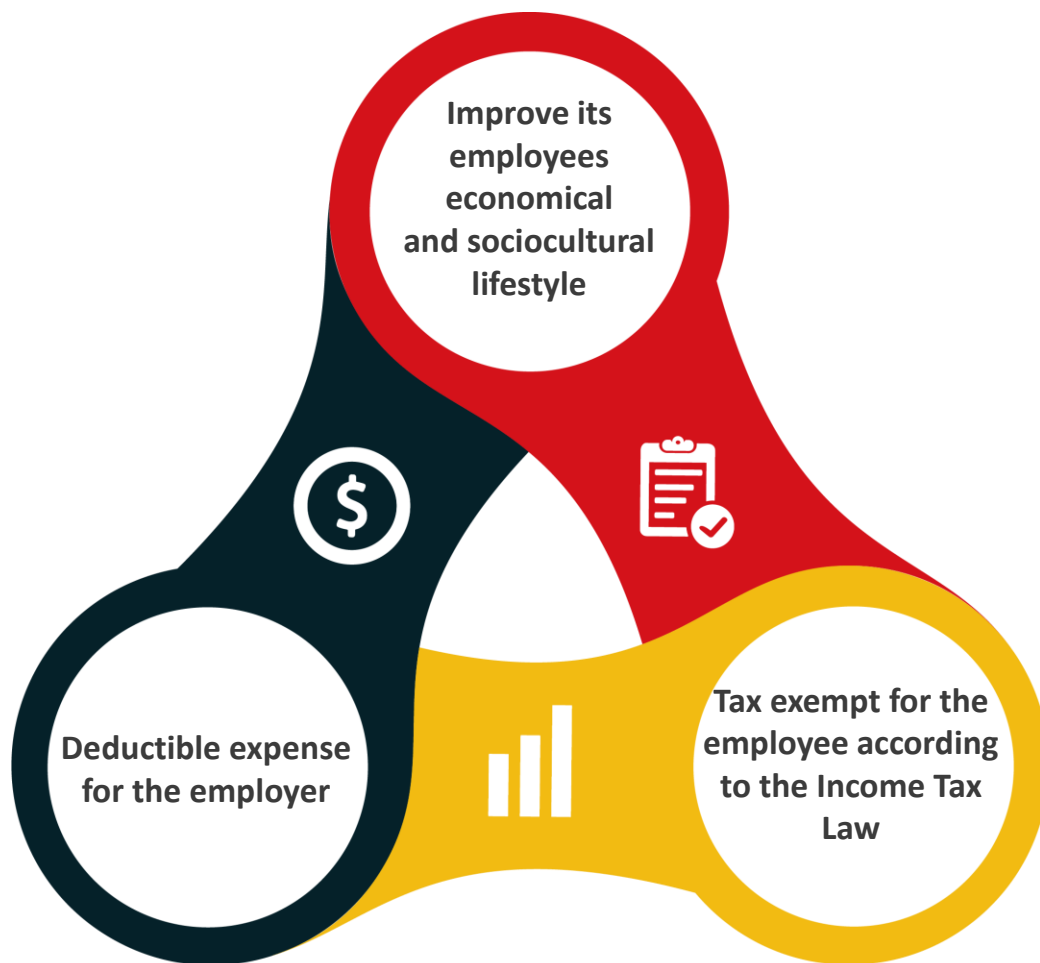 Improve its
employees
economical
and sociocultural
lifestyle
$
Deductible expense
for the employer
Tax exempt for the
employee according
to the Income Tax
Law